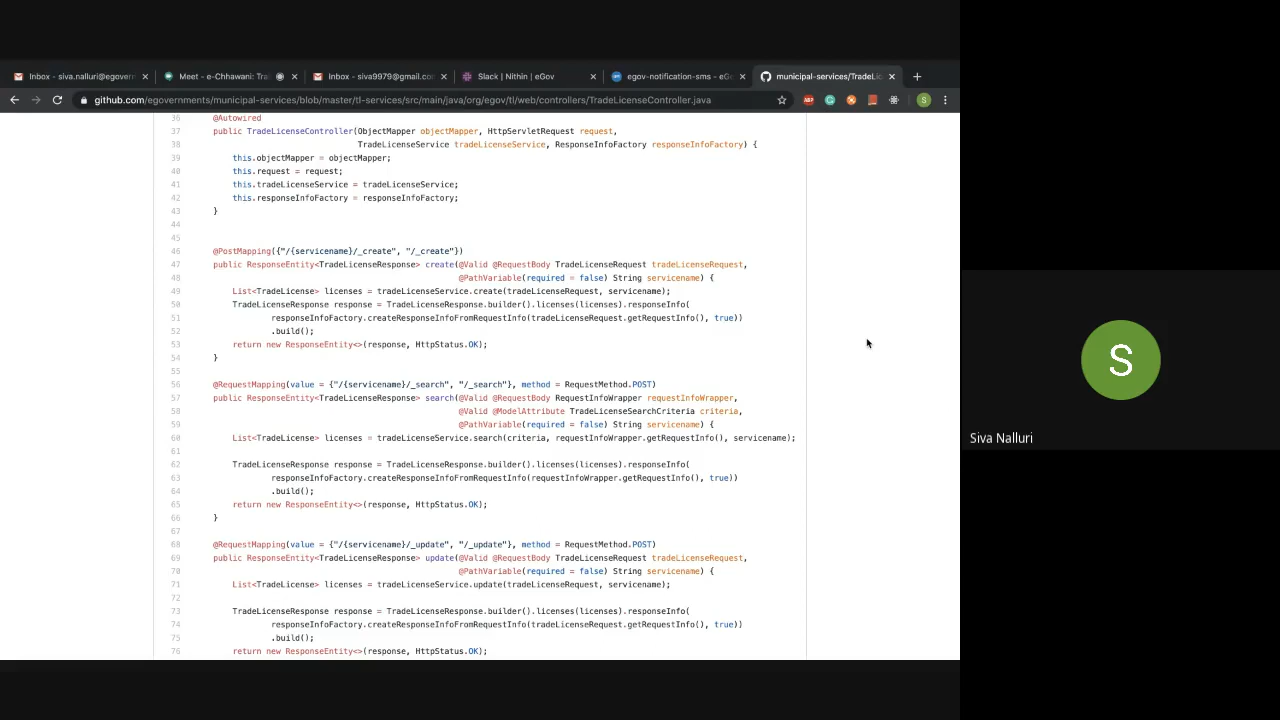 Inbox - siva.nalluri@egovern
Meet - e-Chhawani: Tra
Inbox - siva9979@gmail.co
Slack | Nithin | eGov
egov-notification-sms - eGo
municipal-services/TradeLic
github.com/egovernments/municipal-services/blob/master/tl-services/src/main/java/org/egov/tl/web/controllers/TradeLicenseController.java
ABP
S
36 @Autowired
37 public TradeLicenseController(ObjectMapper objectMapper, HttpServletRequest request,
38 TradeLicenseService tradeLicenseService, ResponseInfoFactory responseInfoFactory) {
39 this.objectMapper = objectMapper;
40 this.request = request;
41 this.tradeLicenseService = tradeLicenseService;
42 this.responseInfoFactory = responseInfoFactory;
43 }
44
45
46 @PostMapping({"/{servicename}/_create", "/_create"})
47 public ResponseEntity<TradeLicenseResponse> create(@Valid @RequestBody TradeLicenseRequest tradeLicenseRequest,
48 @PathVariable(required = false) String servicename) {
49 List<TradeLicense> licenses = tradeLicenseService.create(tradeLicenseRequest, servicename);
50 TradeLicenseResponse response = TradeLicenseResponse.builder().licenses(licenses).responseInfo(
51 responseInfoFactory.createResponseInfoFromRequestInfo(tradeLicenseRequest.getRequestInfo(), true))
52 .build();
53 return new ResponseEntity<>(response, HttpStatus.OK);
54 }
55
56 @RequestMapping(value = {"/{servicename}/_search", "/_search"}, method = RequestMethod.POST)
57 public ResponseEntity<TradeLicenseResponse> search(@Valid @RequestBody RequestInfoWrapper requestInfoWrapper,
58 @Valid @ModelAttribute TradeLicenseSearchCriteria criteria,
59 @PathVariable(required = false) String servicename) {
60 List<TradeLicense> licenses = tradeLicenseService.search(criteria, requestInfoWrapper.getRequestInfo(), servicename);
61
62 TradeLicenseResponse response = TradeLicenseResponse.builder().licenses(licenses).responseInfo(
63 responseInfoFactory.createResponseInfoFromRequestInfo(requestInfoWrapper.getRequestInfo(), true))
64 .build();
65 return new ResponseEntity<>(response, HttpStatus.OK);
66 }
67
68 @RequestMapping(value = {"/{servicename}/_update", "/_update"}, method = RequestMethod.POST)
69 public ResponseEntity<TradeLicenseResponse> update(@Valid @RequestBody TradeLicenseRequest tradeLicenseRequest,
70 @PathVariable(required = false) String servicename) {
71 List<TradeLicense> licenses = tradeLicenseService.update(tradeLicenseRequest, servicename);
72
73 TradeLicenseResponse response = TradeLicenseResponse.builder().licenses(licenses).responseInfo(
74 responseInfoFactory.createResponseInfoFromRequestInfo(tradeLicenseRequest.getRequestInfo(), true))
75 .build();
76 return new ResponseEntity<>(response, HttpStatus.OK);
S
Siva Nalluri